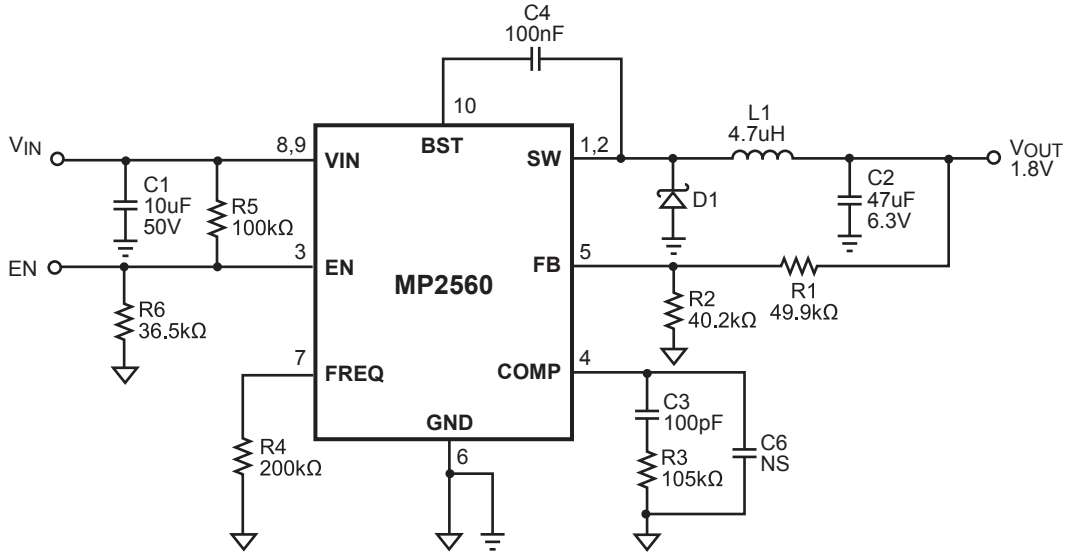 C4
100nF
10
BST
VIN
8,9
VIN
SW
1,2
L1
4.7uH
VOUT
1.8V
C1
10uF
50V
R5
100kΩ
D1
C2
47uF
6.3V
EN
3
EN
MP2560
FB
5
R1
49.9kΩ
R6
36.5kΩ
R2
40.2kΩ
7
FREQ
COMP
4
GND
6
R4
200kΩ
C3
100pF
R3
105kΩ
C6
NS